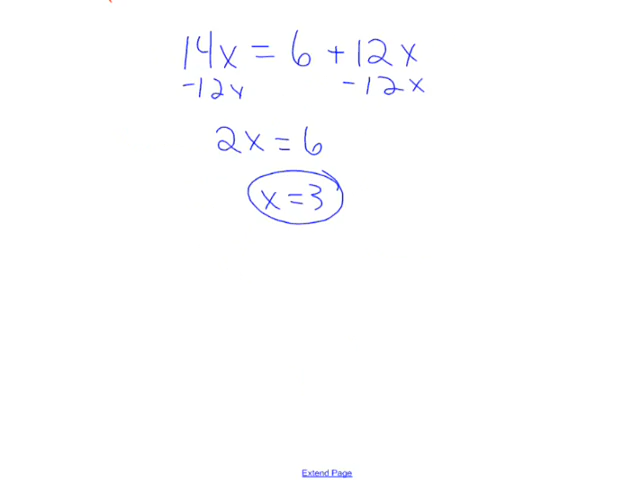 14x = 6 + 12x
-12x -12x
2x = 6
x = 3
Extend Page